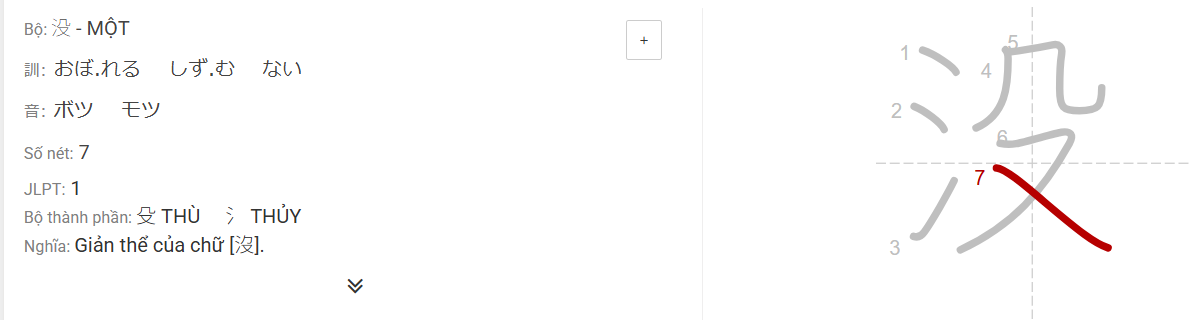 Bộ: 没 - MỘT
+
訓: おぼ.れる しず.む ない
音: ボツ モツ
Số nét: 7
JLPT: 1
Bộ thành phần: 殳 THÙ 氵 THỦY
Nghĩa: Giản thể của chữ [沒].
没
1
2
3
4
5
6
7